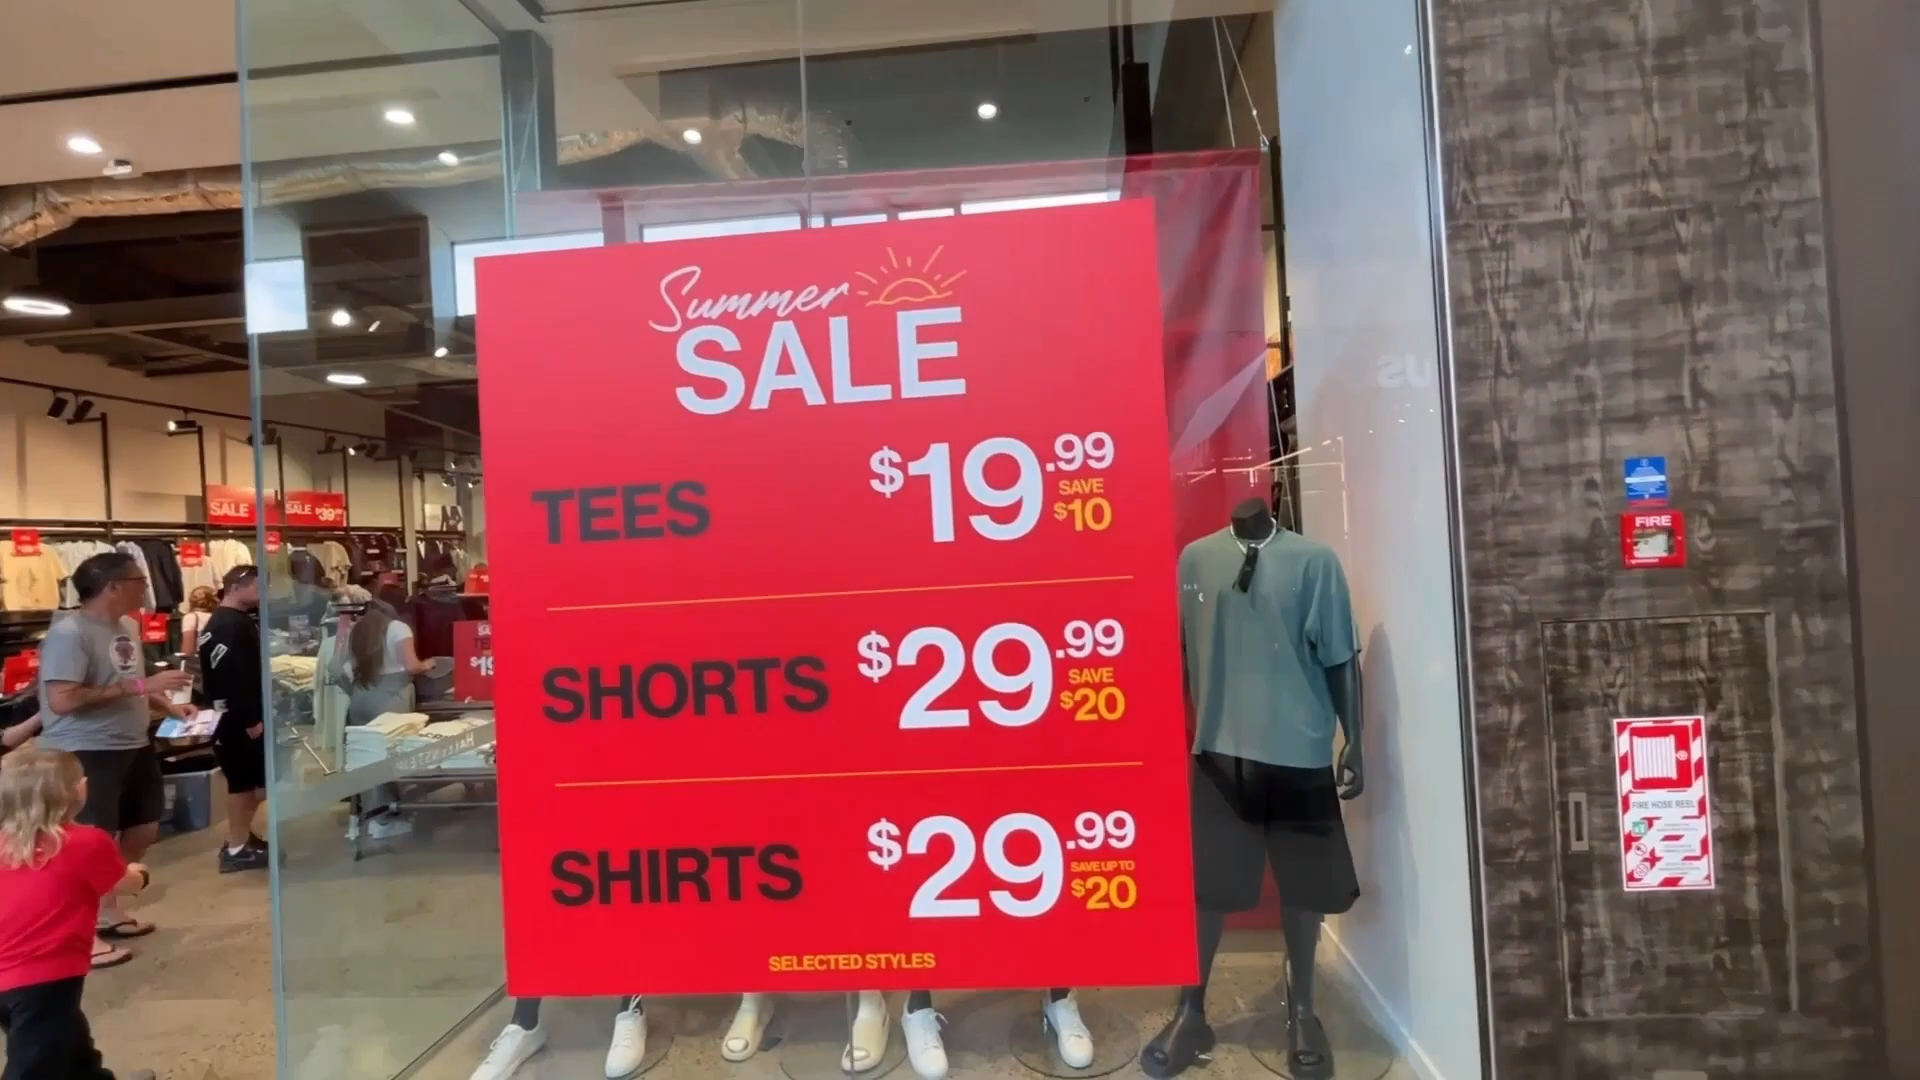 Summer
SALE
TEES
$19.99
SAVE
$10
SHORTS
$29.99
SAVE
$20
SHIRTS
$29.99
SAVE UP TO
$20
SELECTED STYLES
SALE
SALE $39
FIRE
FIRE HOSE REEL